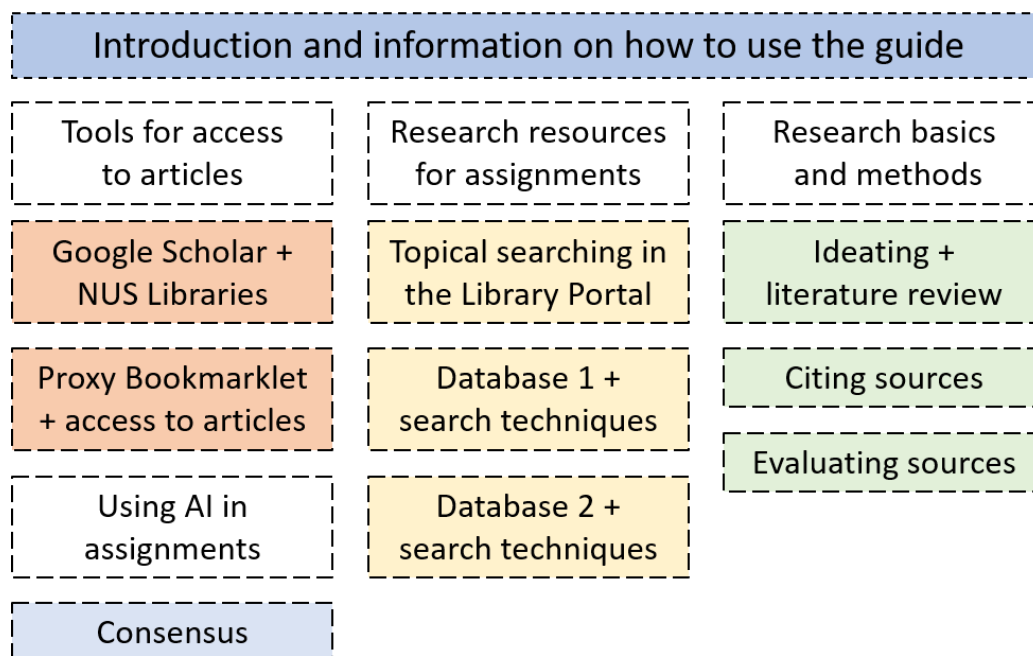 Introduction and information on how to use the guide
Tools for access
to articles
Google Scholar +
NUS Libraries
Proxy Bookmarklet
+ access to articles
Using AI in
assignments
Consensus
Research resources
for assignments
Topical searching in
the Library Portal
Database 1 +
search techniques
Database 2 +
search techniques
Research basics
and methods
Ideating +
literature review
Citing sources
Evaluating sources